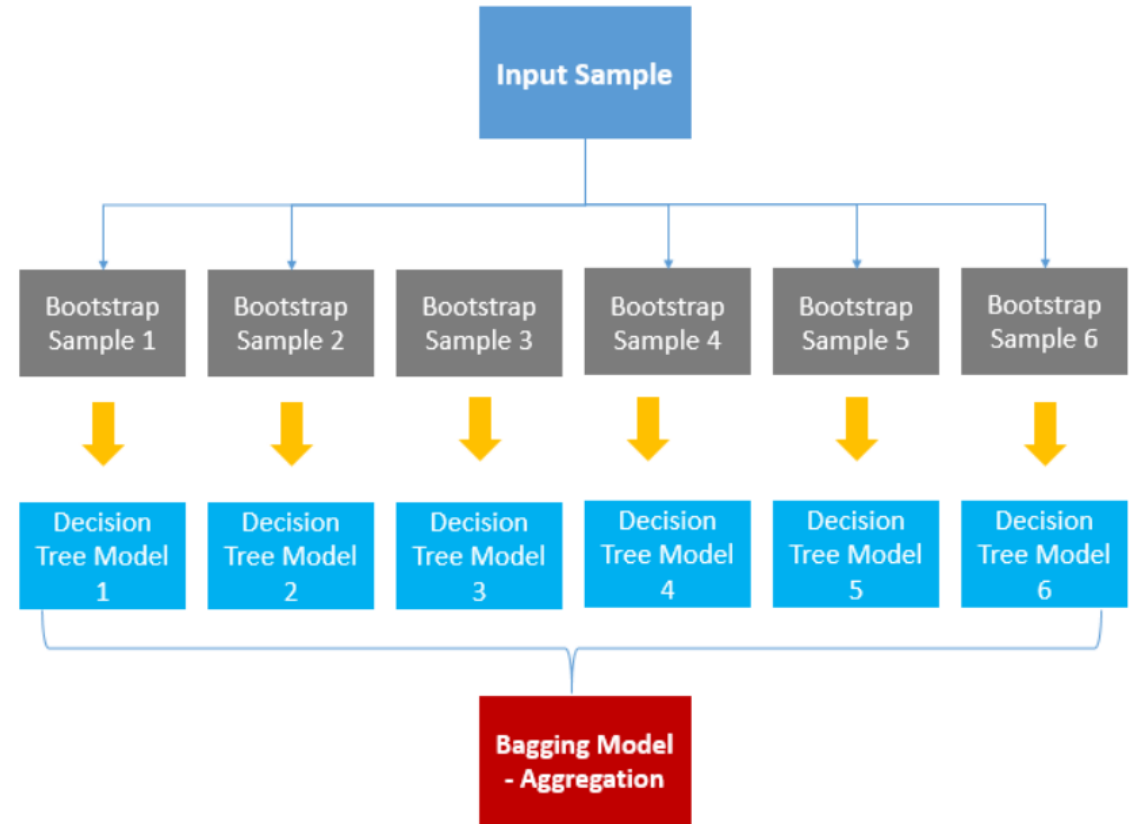 Input Sample
Bootstrap
Sample 1
Bootstrap
Sample 2
Bootstrap
Sample 3
Bootstrap
Sample 4
Bootstrap
Sample 5
Bootstrap
Sample 6
Decision
Tree Model
1
Decision
Tree Model
2
Decision
Tree Model
3
Decision
Tree Model
4
Decision
Tree Model
5
Decision
Tree Model
6
Bagging Model
- Aggregation